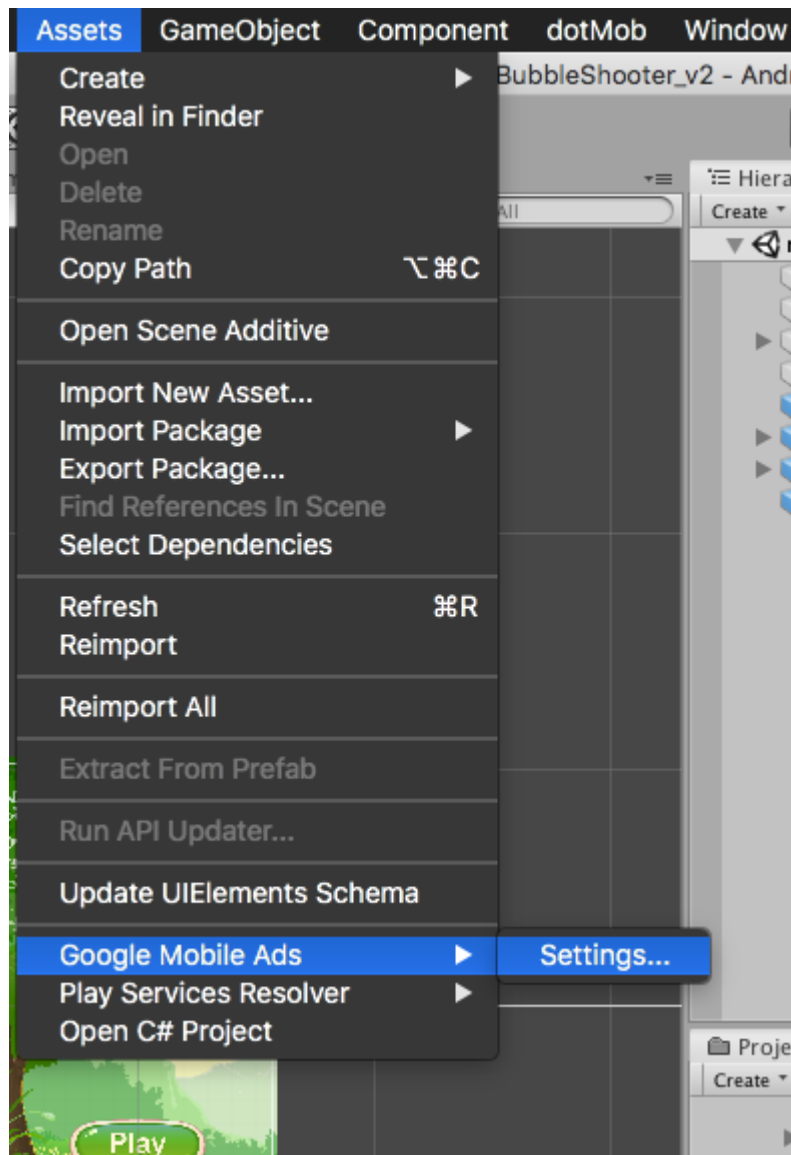 Assets GameObject Component dotMob Window
Create BubbleShooter_v2 - Andr
Reveal in Finder
Open
Delete Hiera
Rename All Create
Copy Path ⌥⌘C
Open Scene Additive
Import New Asset...
Import Package
Export Package...
Find References In Scene
Select Dependencies
Refresh ⌘R
Reimport
Reimport All
Extract From Prefab
Run API Updater...
Update UIElements Schema
Google Mobile Ads Settings...
Play Services Resolver
Open C# Project Proje
Create
Play